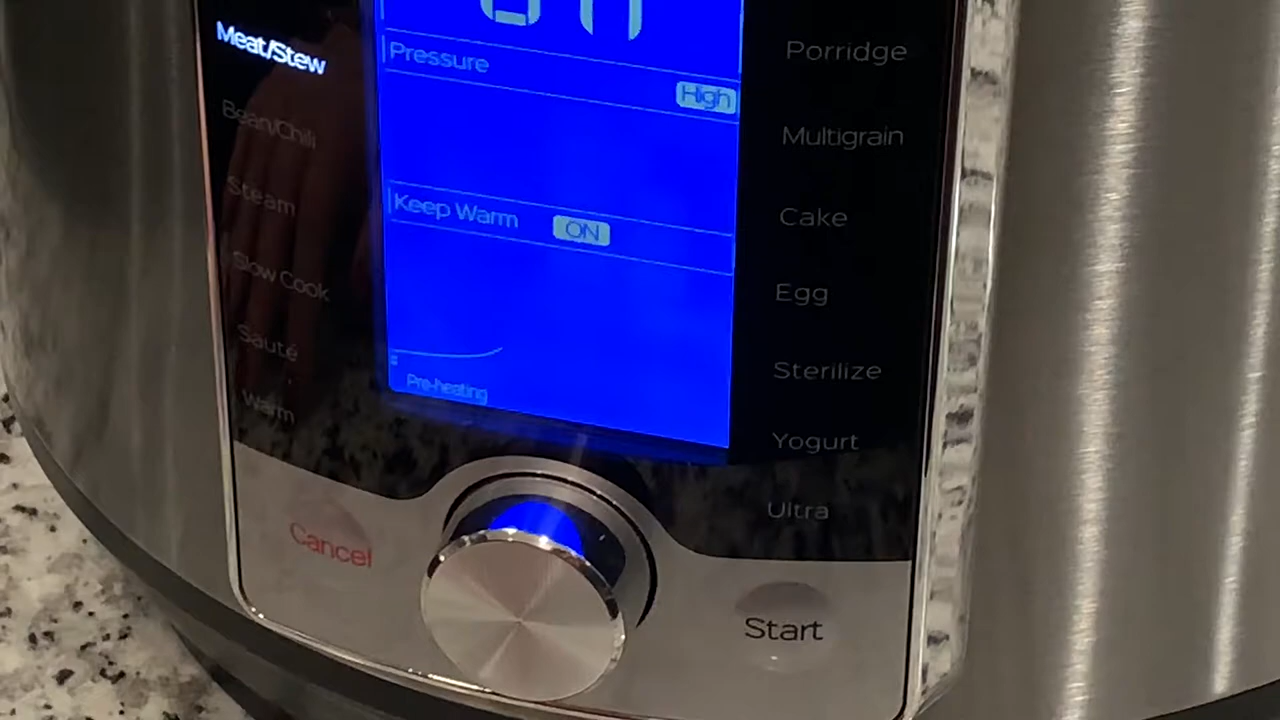 On
Meat/Stew
Bean/Chili
Steam
Slow Cook
Sauté
Warm
Pressure
High
Keep Warm ON
Pre-heating
Porridge
Multigrain
Cake
Egg
Sterilize
Yogurt
Ultra
Cancel
Start